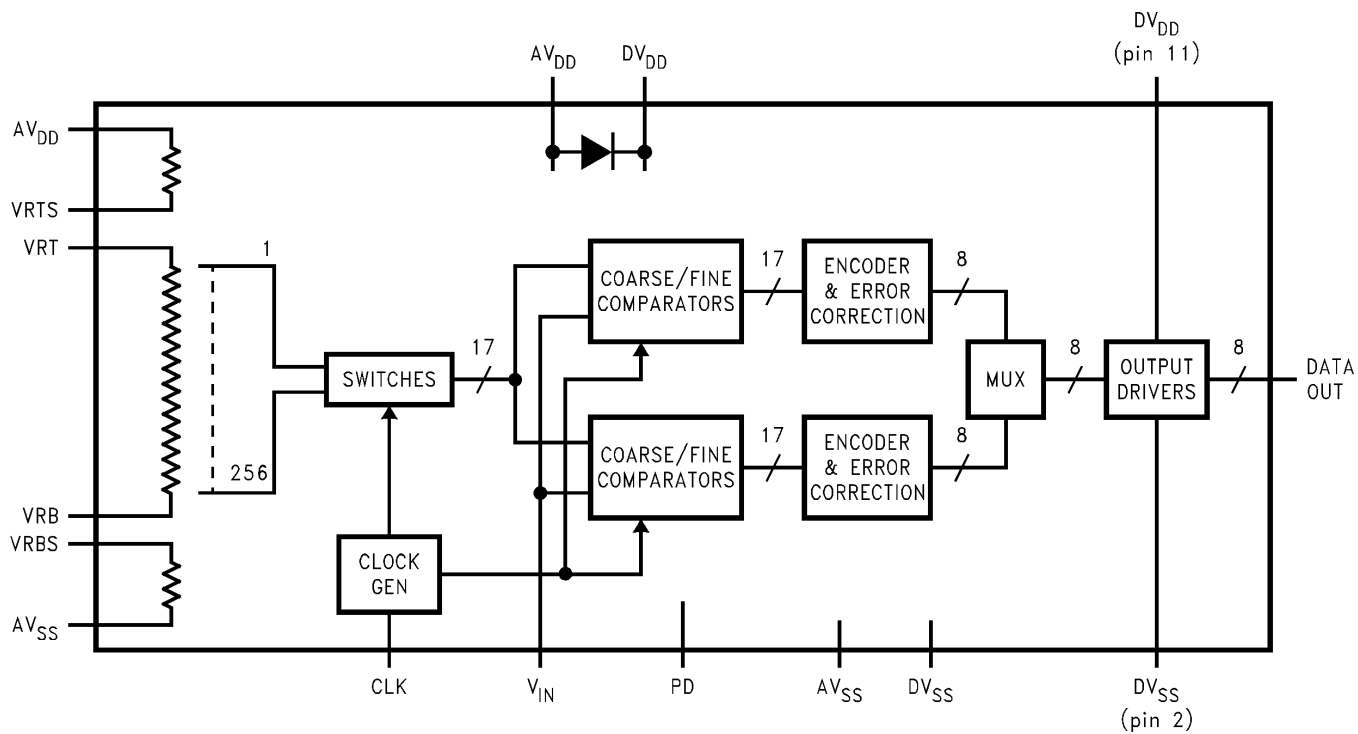 DV_DD
(pin 11)
AV_DD
DV_DD
AV_DD
VRTS
VRT
1
256
VRB
VRBS
AV_SS
SWITCHES
17
CLOCK
GEN
COARSE/FINE
COMPARATORS
17
ENCODER
& ERROR
CORRECTION
8
COARSE/FINE
COMPARATORS
17
ENCODER
& ERROR
CORRECTION
8
MUX
8
OUTPUT
DRIVERS
8
DATA
OUT
CLK
V_IN
PD
AV_SS
DV_SS
DV_SS
(pin 2)